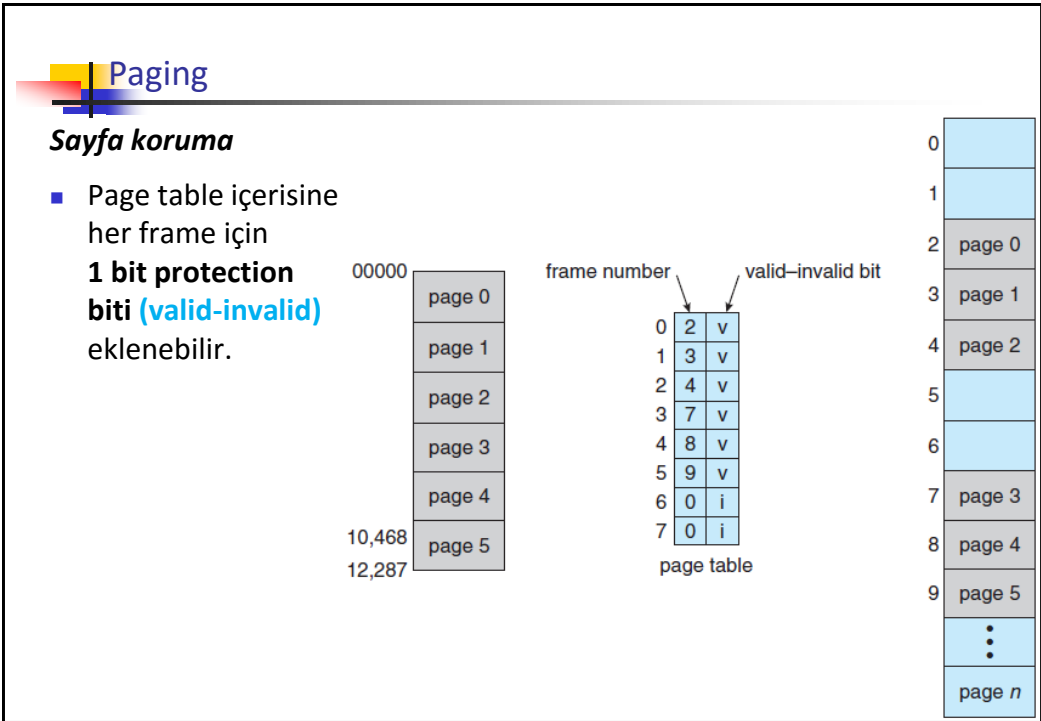 Paging
Sayfa koruma
Page table içerisine
her frame için
1 bit protection
biti (valid-invalid)
eklenebilir.
00000
page 0
page 1
page 2
page 3
page 4
10,468
page 5
12,287
frame number
valid–invalid bit
0 2 v
1 3 v
2 4 v
3 7 v
4 8 v
5 9 v
6 0 i
7 0 i
page table
0
1
2 page 0
3 page 1
4 page 2
5
6
7 page 3
8 page 4
9 page 5
page n